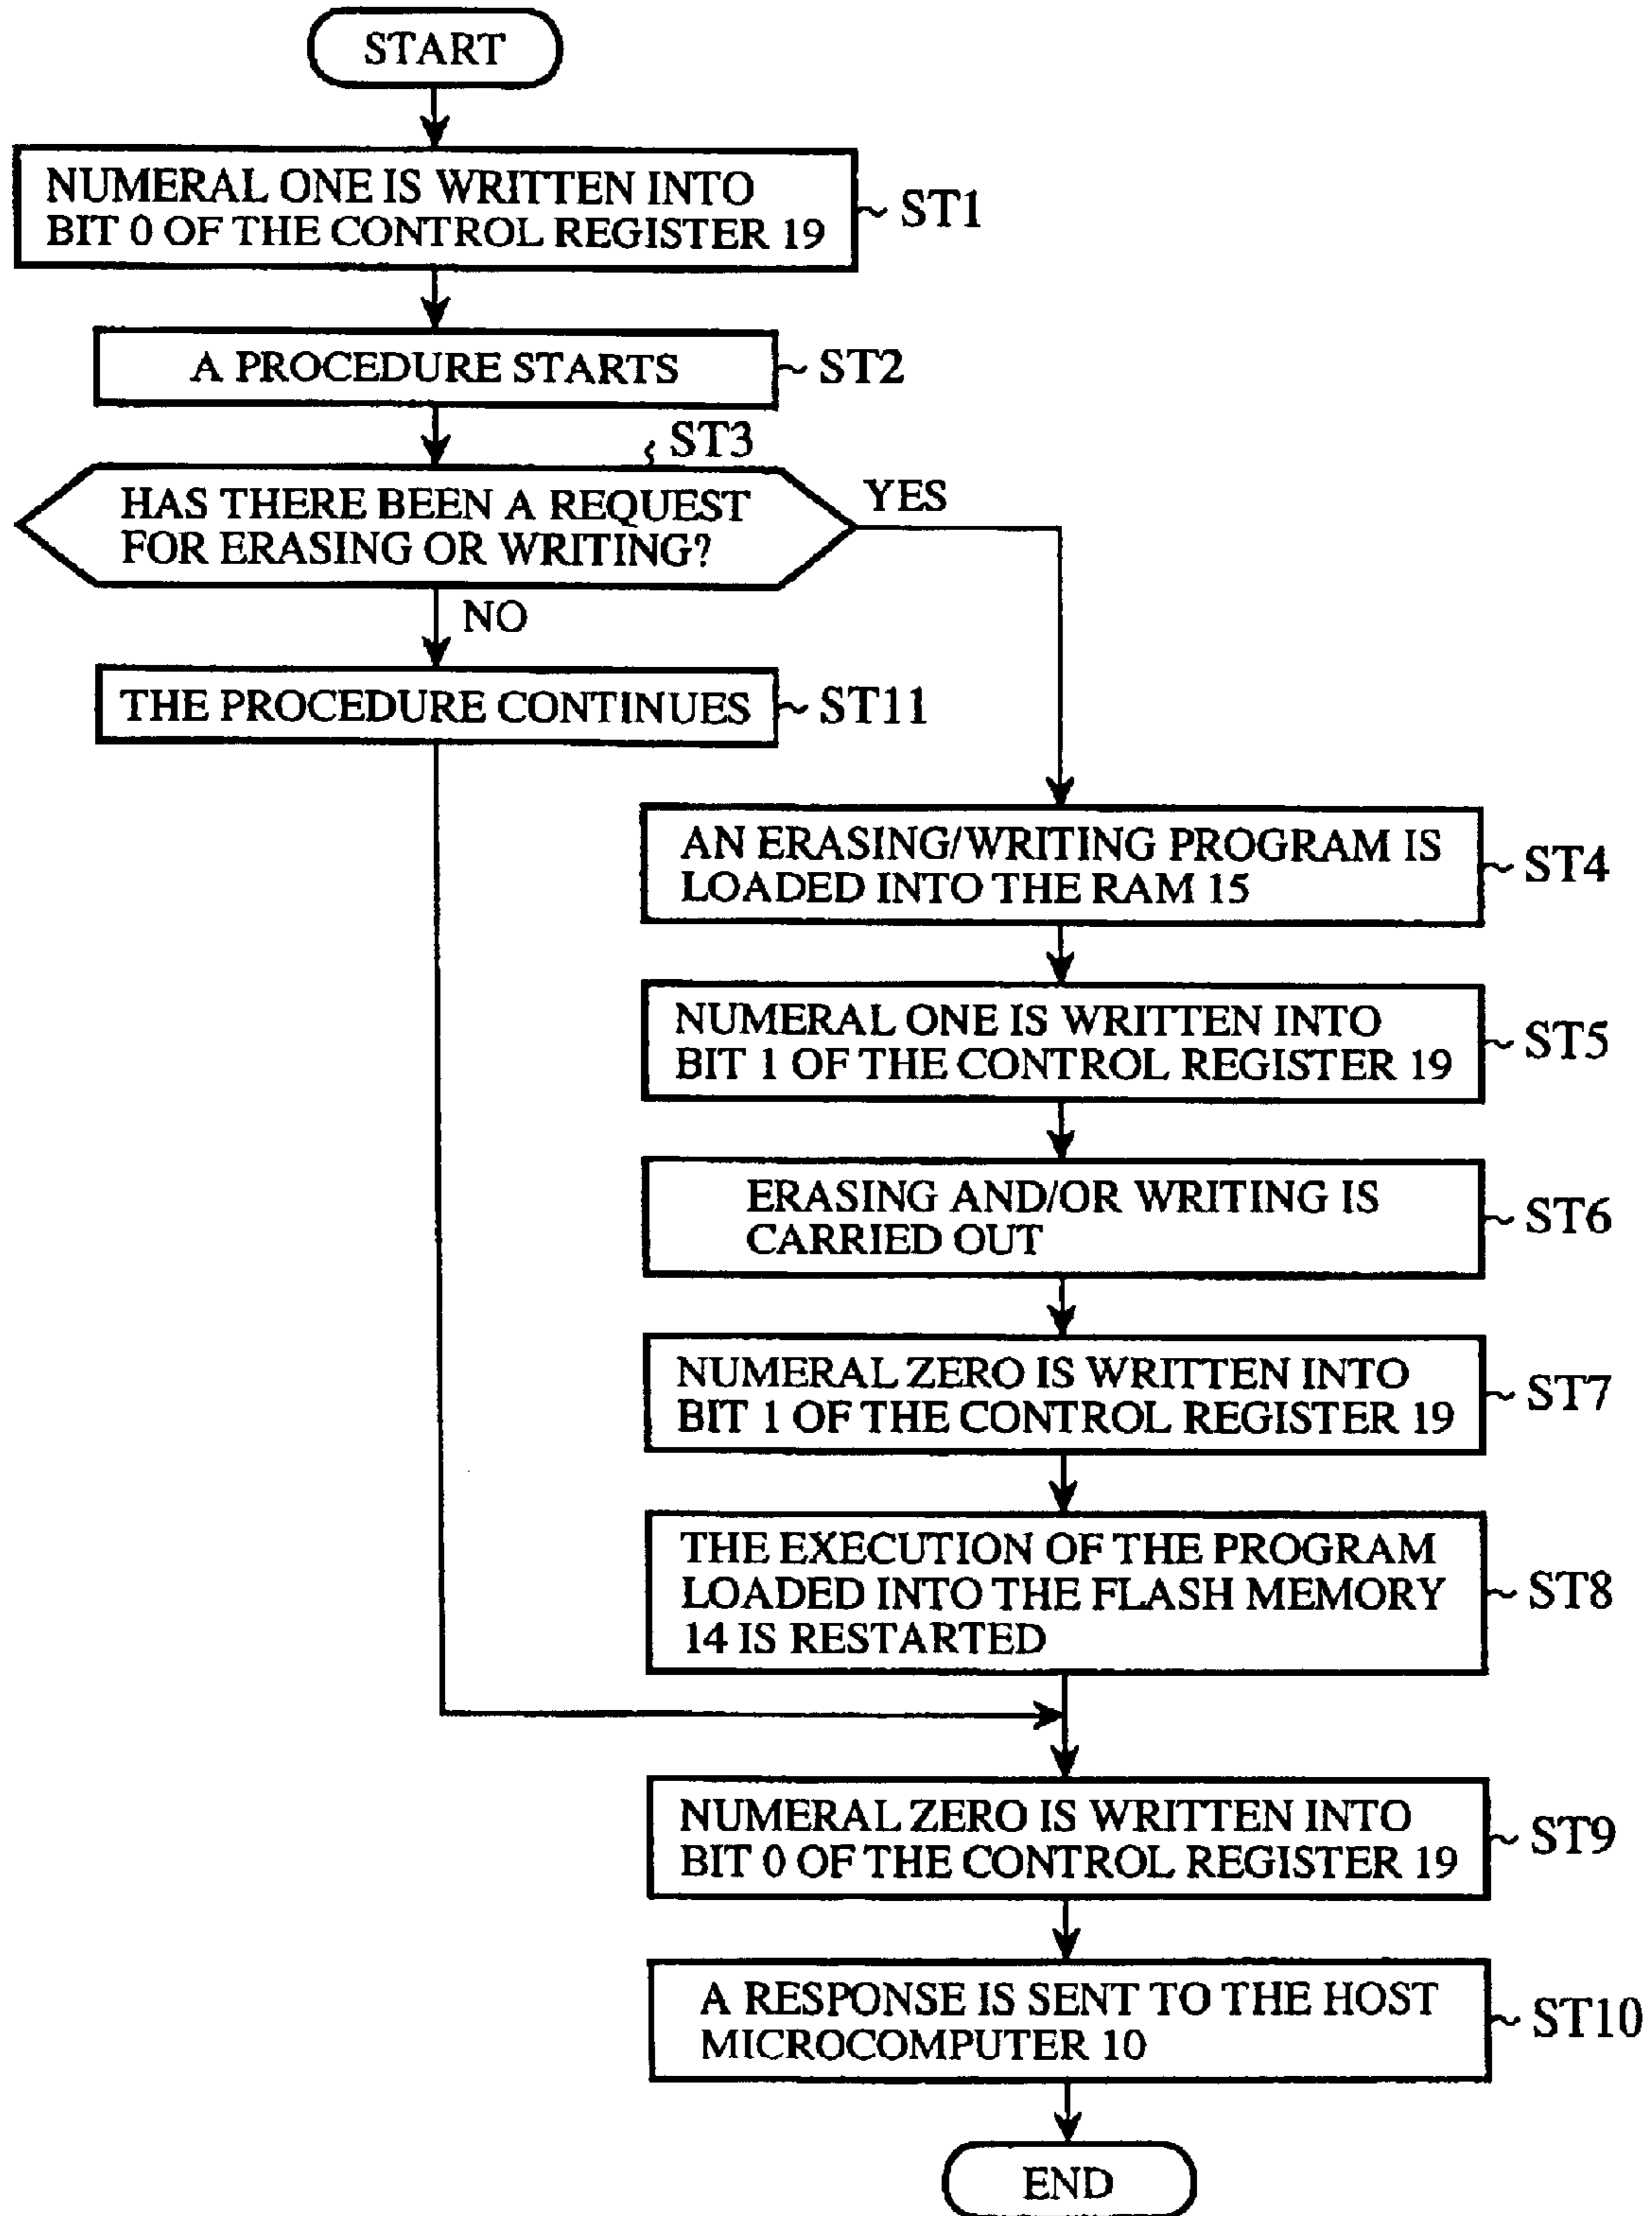 START
NUMERAL ONE IS WRITTEN INTO
BIT 0 OF THE CONTROL REGISTER 19
ST1
A PROCEDURE STARTS
ST2
ST3
HAS THERE BEEN A REQUEST
FOR ERASING OR WRITING?
YES
NO
THE PROCEDURE CONTINUES
ST11
AN ERASING/WRITING PROGRAM IS
LOADED INTO THE RAM 15
ST4
NUMERAL ONE IS WRITTEN INTO
BIT 1 OF THE CONTROL REGISTER 19
ST5
ERASING AND/OR WRITING IS
CARRIED OUT
ST6
NUMERAL ZERO IS WRITTEN INTO
BIT 1 OF THE CONTROL REGISTER 19
ST7
THE EXECUTION OF THE PROGRAM
LOADED INTO THE FLASH MEMORY
14 IS RESTARTED
ST8
NUMERAL ZERO IS WRITTEN INTO
BIT 0 OF THE CONTROL REGISTER 19
ST9
A RESPONSE IS SENT TO THE HOST
MICROCOMPUTER 10
ST10
END